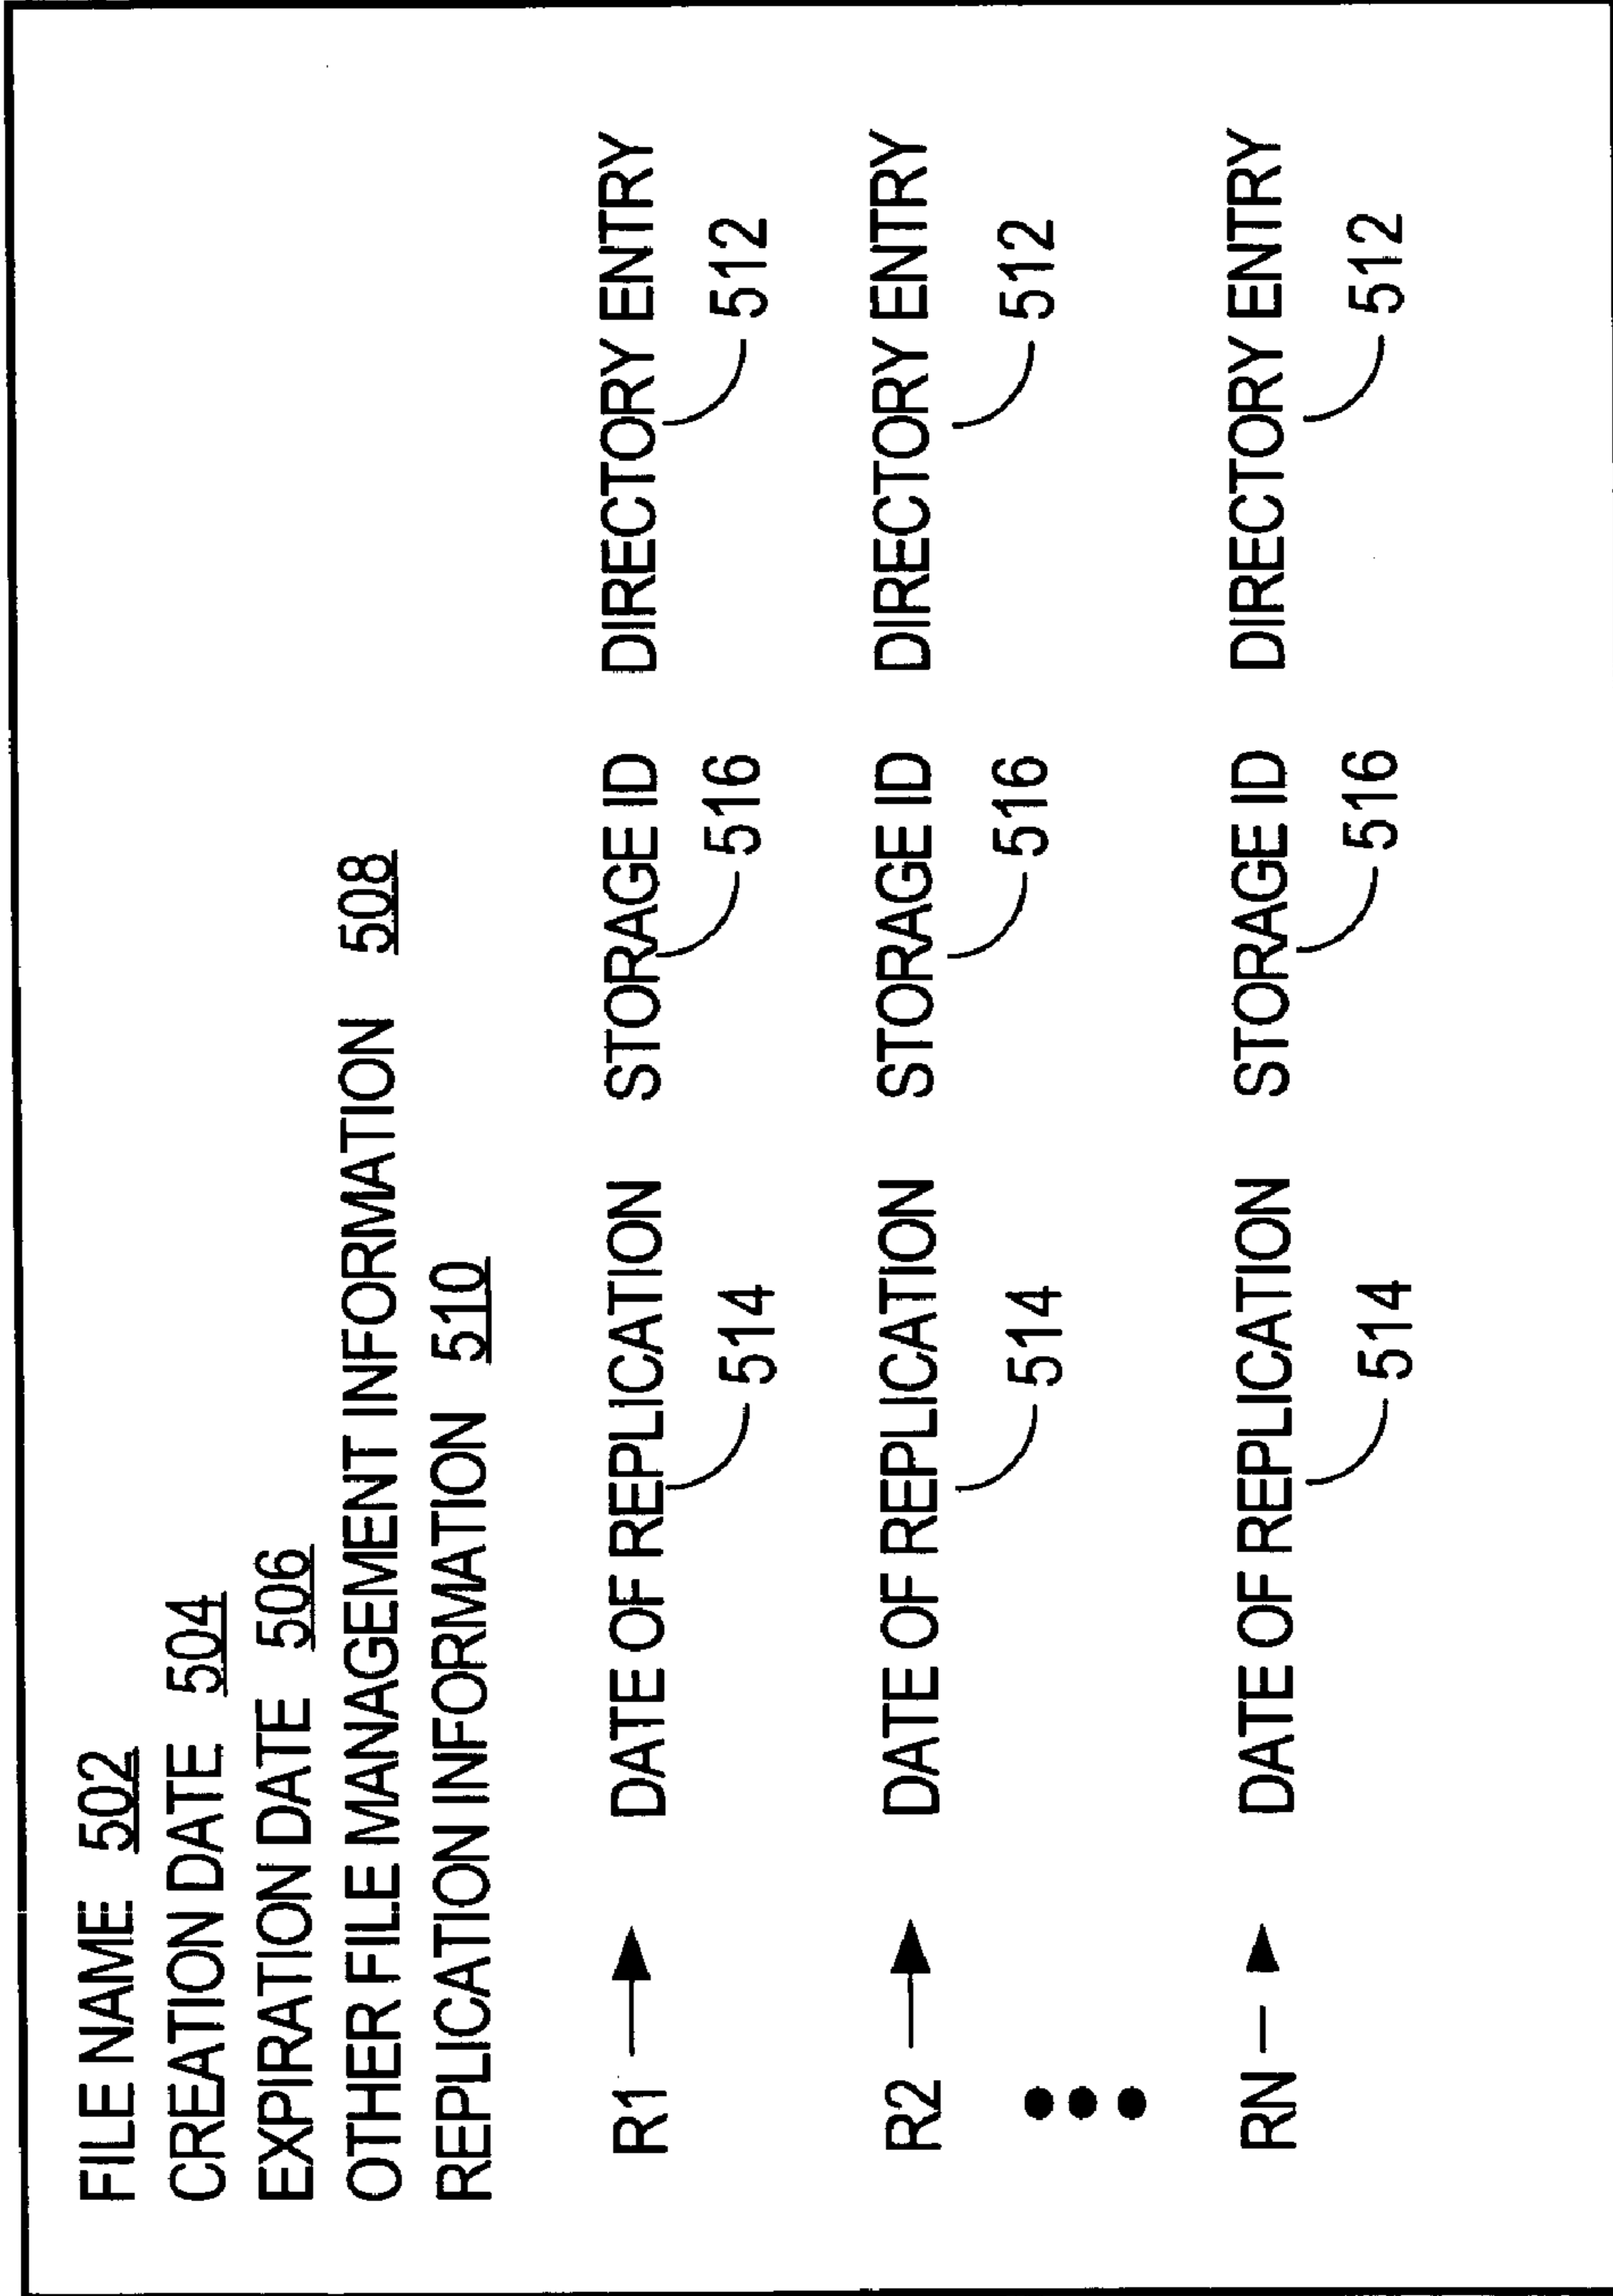 FILE NAME 502
CREATION DATE 504
EXPIRATION DATE 506
OTHER FILE MANAGEMENT INFORMATION 508
REPLICATION INFORMATION 510
R1 DATE OF REPLICATION STORAGE ID DIRECTORY ENTRY
514 516 512
R2 DATE OF REPLICATION STORAGE ID DIRECTORY ENTRY
514 516 512
RN DATE OF REPLICATION STORAGE ID DIRECTORY ENTRY
514 516 512